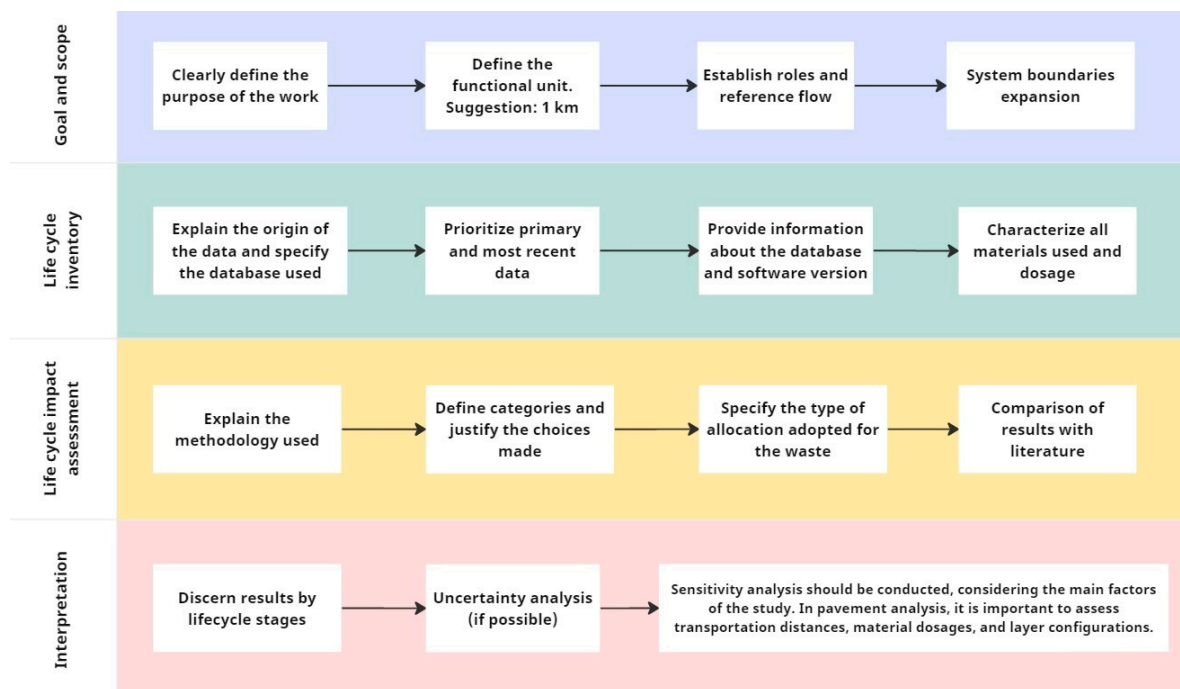 Goal and scope
Clearly define the
purpose of the work
Define the
functional unit.
Suggestion: 1 km
Establish roles and
reference flow
System boundaries
expansion
Life cycle
inventory
Explain the origin of
the data and specify
the database used
Prioritize primary
and most recent
data
Provide information
about the database
and software version
Characterize all
materials used and
dosage
Life cycle impact
assessment
Explain the
methodology used
Define categories and
justify the choices
made
Specify the type of
allocation adopted for
the waste
Comparison of
results with
literature
Interpretation
Discern results by
lifecycle stages
Uncertainty analysis
(if possible)
Sensitivity analysis should be conducted, considering the main factors
of the study. In pavement analysis, it is important to assess
transportation distances, material dosages, and layer configurations.